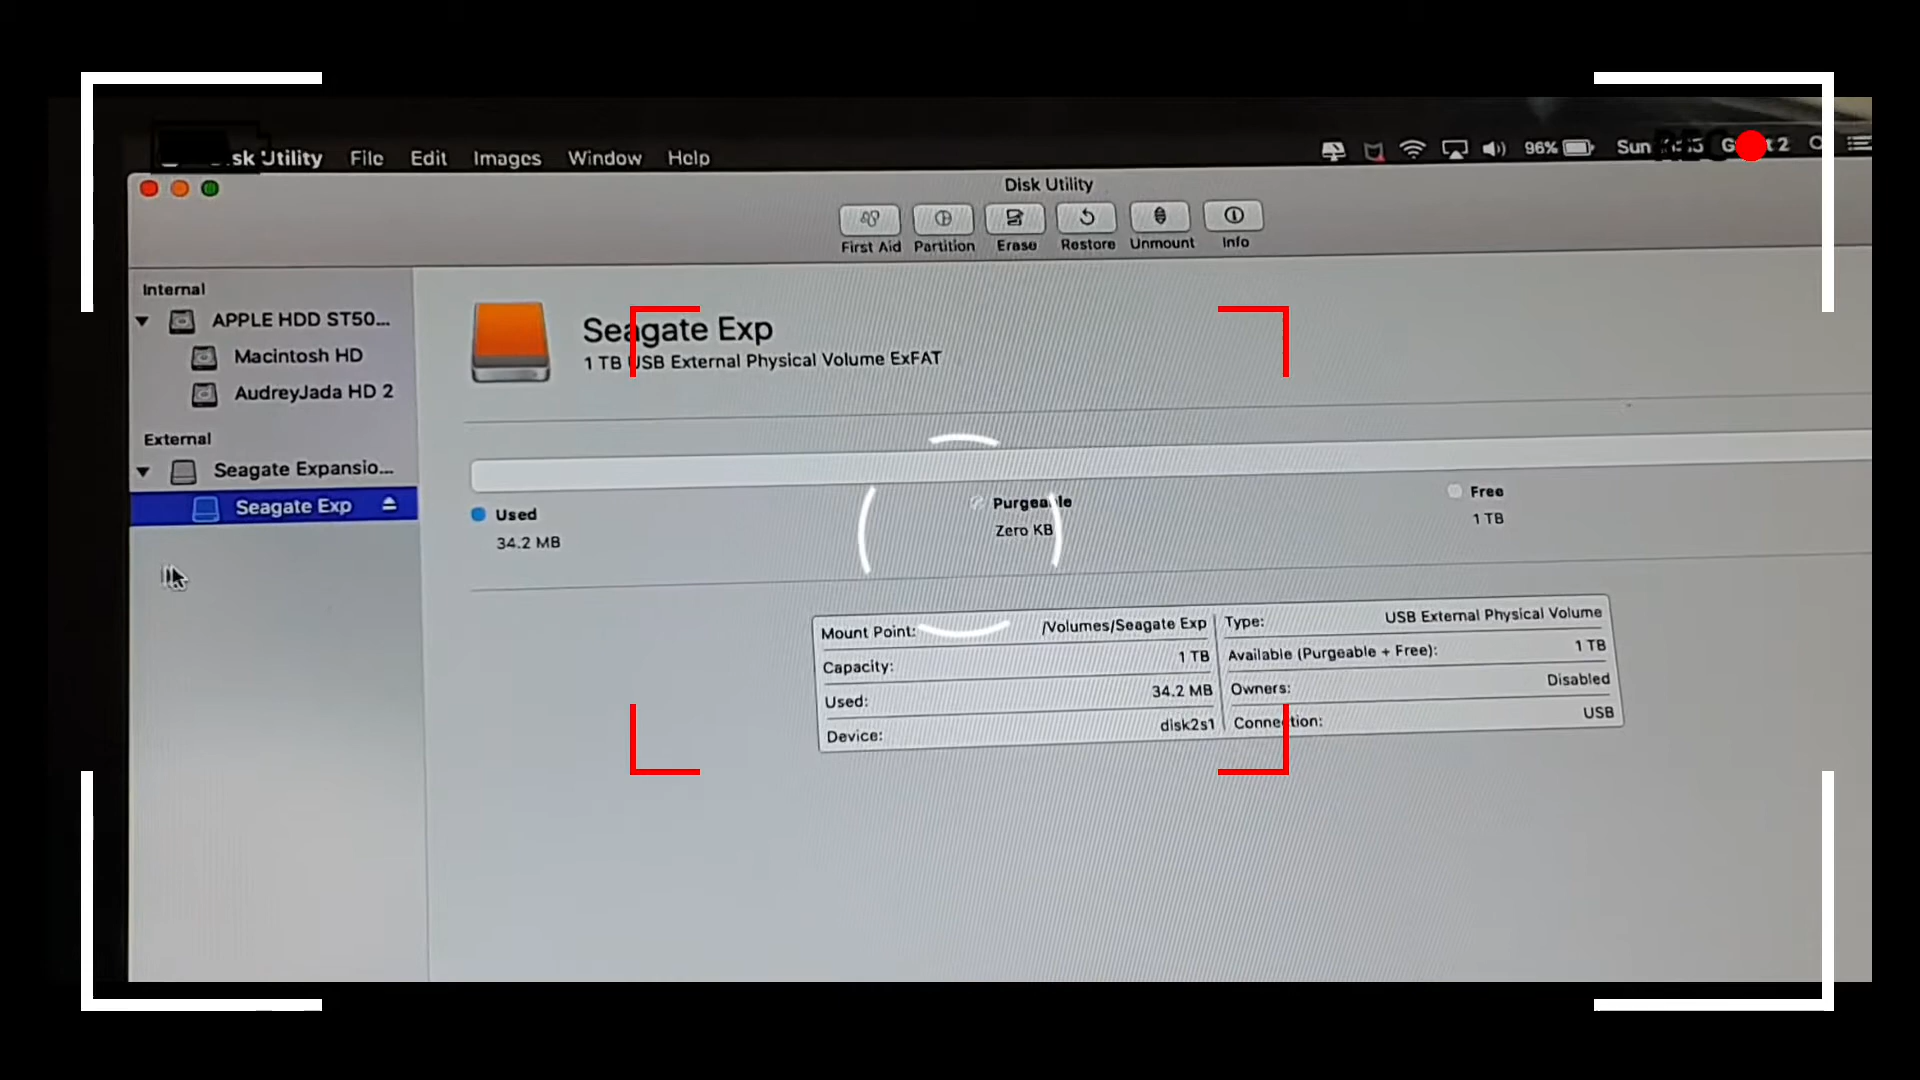 Utility File Edit Images Window Help 96% Sun
Disk Utility
First Aid Partition Erase Restore Unmount Info
Internal
APPLE HDD ST50...
Macintosh HD
AudreyJada HD 2
External
Seagate Expansio...
Seagate Exp
Seagate Exp
1 TB USB External Physical Volume ExFAT
Used
34.2 MB
Purgeable
Zero KB
Free
1 TB
Mount Point: /Volumes/Seagate Exp
Capacity: 1 TB
Used: 34.2 MB
Device: disk2s1
Type: USB External Physical Volume
Available (Purgeable + Free): 1 TB
Owners: Disabled
Connection: USB